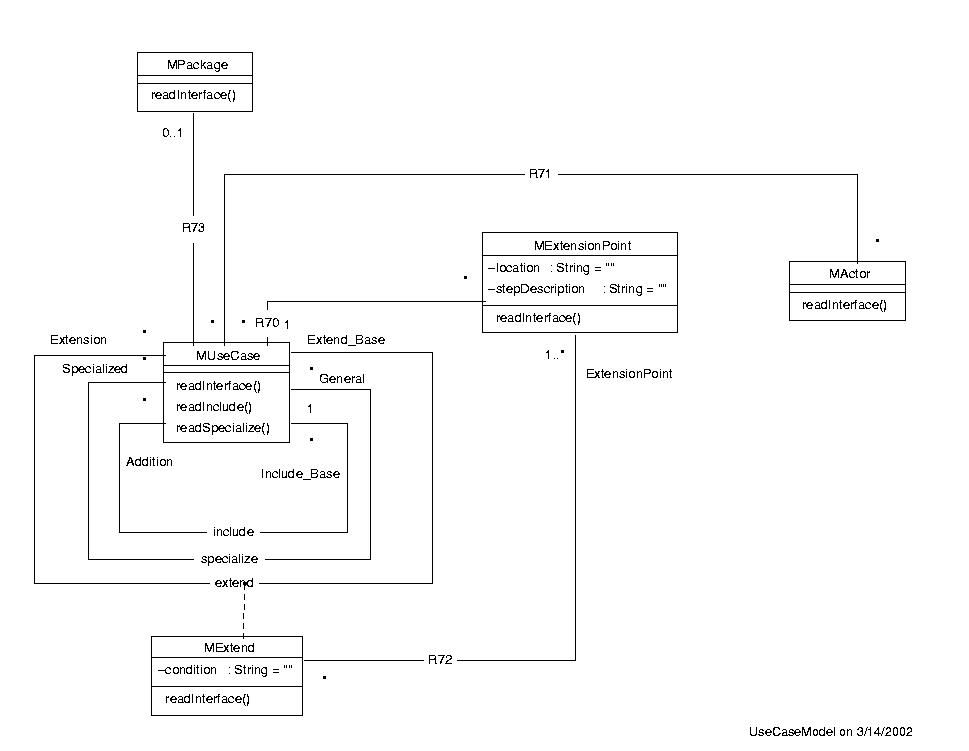 MPackage
readInterface()
0..1
R71
R73
MExtensionPoint
–location : String = ""
–stepDescription : String = ""
readInterface()
*
*
MActor
readInterface()
*
*
R70
1
Extension
*
Extend_Base
MUseCase
readInterface()
readInclude()
readSpecialize()
1..*
ExtensionPoint
Specialized
*
*
General
*
1
*
Addition
Include_Base
include
specialize
extend
MExtend
–condition : String = ""
readInterface()
R72
*
UseCaseModel on 3/14/2002